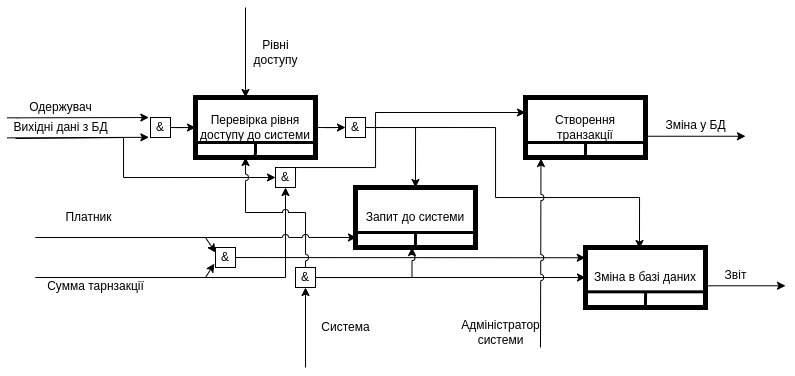 Рівні
доступу
Одержувач
Вихідні дані з БД
&
Перевірка рівня
доступу до системи
&
Створення
транзакції
Зміна у БД
&
Платник
Запит до системи
&
Сумма тарнзакції
&
Зміна в базі даних
Звіт
Система
Адміністратор
системи